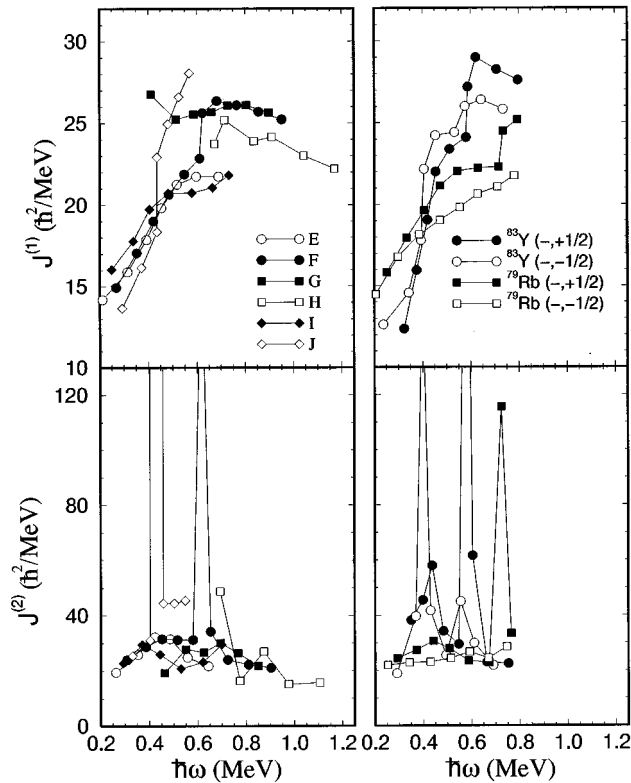 30
25
20
15
10
J(1) (ħ²/MeV)
E
F
G
H
I
J
⁸³Y (−,+1/2)
⁸³Y (−,−1/2)
⁷⁹Rb (−,+1/2)
⁷⁹Rb (−,−1/2)
120
80
40
0
J(2) (ħ²/MeV)
0.2 0.4 0.6 0.8 1.0 1.2
0.2 0.4 0.6 0.8 1.0 1.2
ħω (MeV)
ħω (MeV)